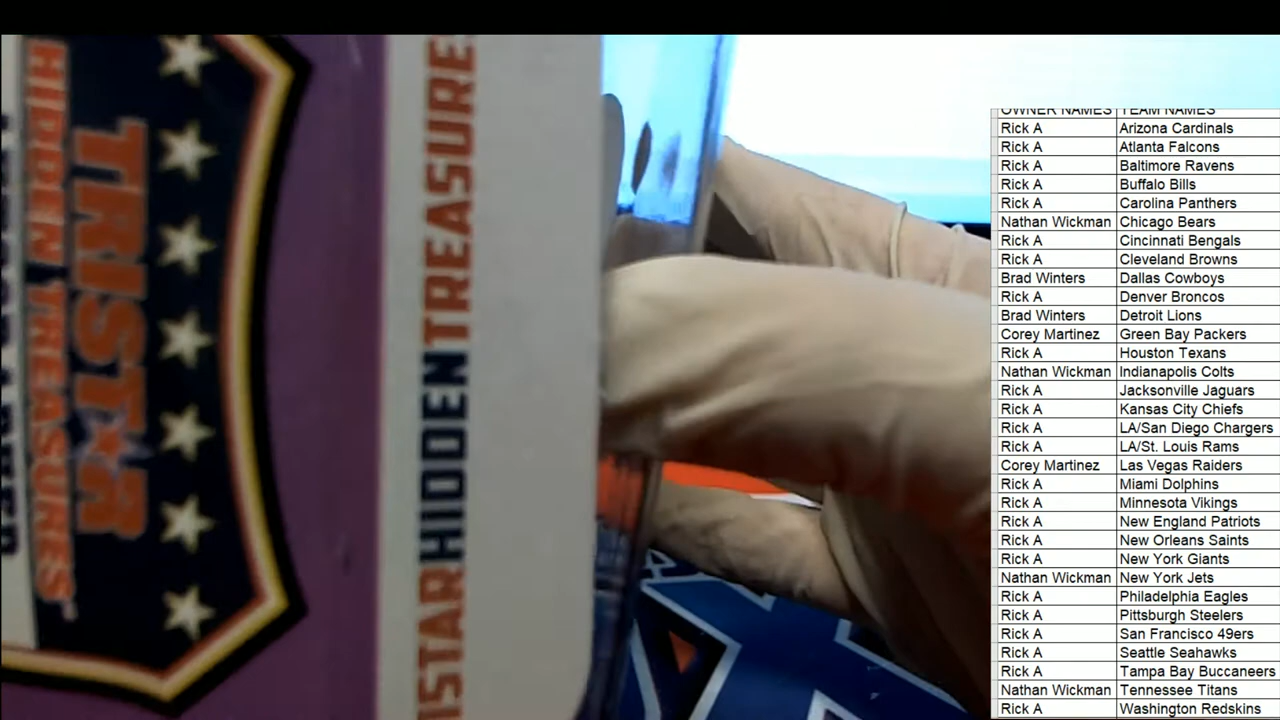 HIDDEN TREASURES
TRISTAR
HIDDEN TREASURES
ISTAR HIDDEN TREASURE
OWNER NAMES TEAM NAMES
Rick A Arizona Cardinals
Rick A Atlanta Falcons
Rick A Baltimore Ravens
Rick A Buffalo Bills
Rick A Carolina Panthers
Nathan Wickman Chicago Bears
Rick A Cincinnati Bengals
Rick A Cleveland Browns
Brad Winters Dallas Cowboys
Rick A Denver Broncos
Brad Winters Detroit Lions
Corey Martinez Green Bay Packers
Rick A Houston Texans
Nathan Wickman Indianapolis Colts
Rick A Jacksonville Jaguars
Rick A Kansas City Chiefs
Rick A LA/San Diego Chargers
Rick A LA/St. Louis Rams
Corey Martinez Las Vegas Raiders
Rick A Miami Dolphins
Rick A Minnesota Vikings
Rick A New England Patriots
Rick A New Orleans Saints
Rick A New York Giants
Nathan Wickman New York Jets
Rick A Philadelphia Eagles
Rick A Pittsburgh Steelers
Rick A San Francisco 49ers
Rick A Seattle Seahawks
Rick A Tampa Bay Buccaneers
Nathan Wickman Tennessee Titans
Rick A Washington Redskins